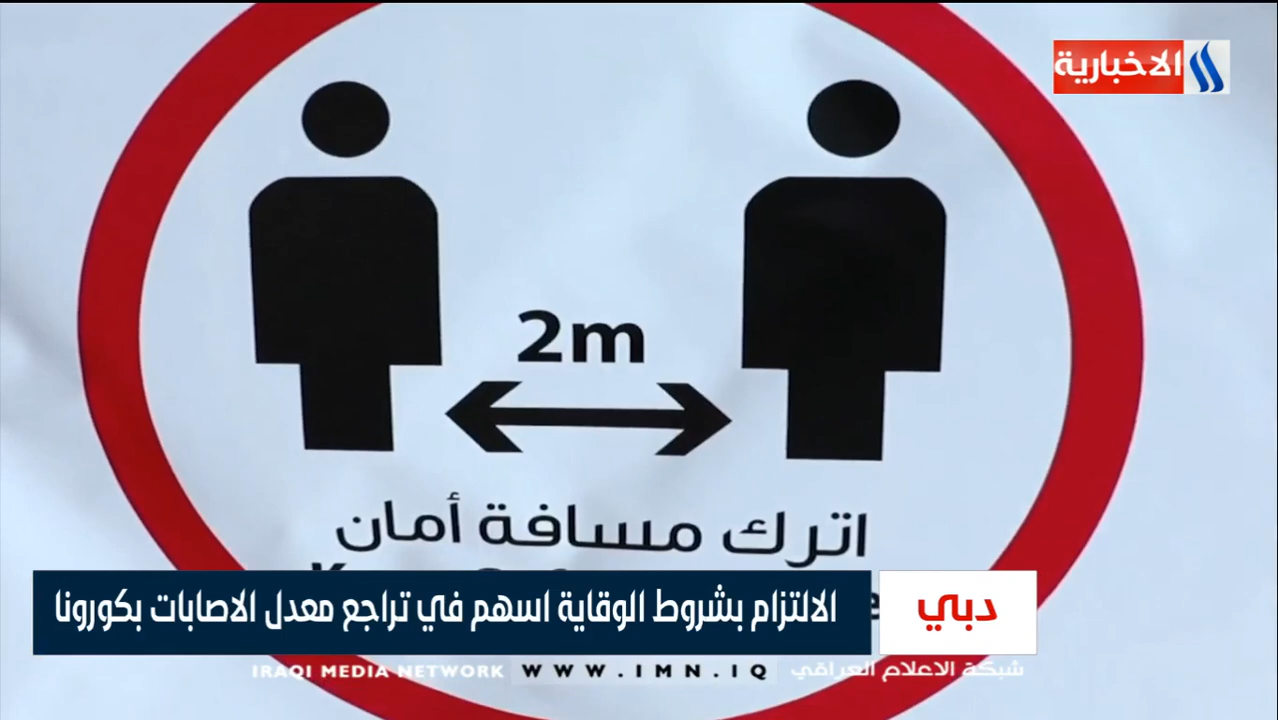 الاخبارية
2m
اترك مسافة أمان
دبي
الالتزام بشروط الوقاية اسهم في تراجع معدل الاصابات بكورونا
IRAQI MEDIA NETWORK WWW.IMN.IQ شبكة الاعلام العراقي